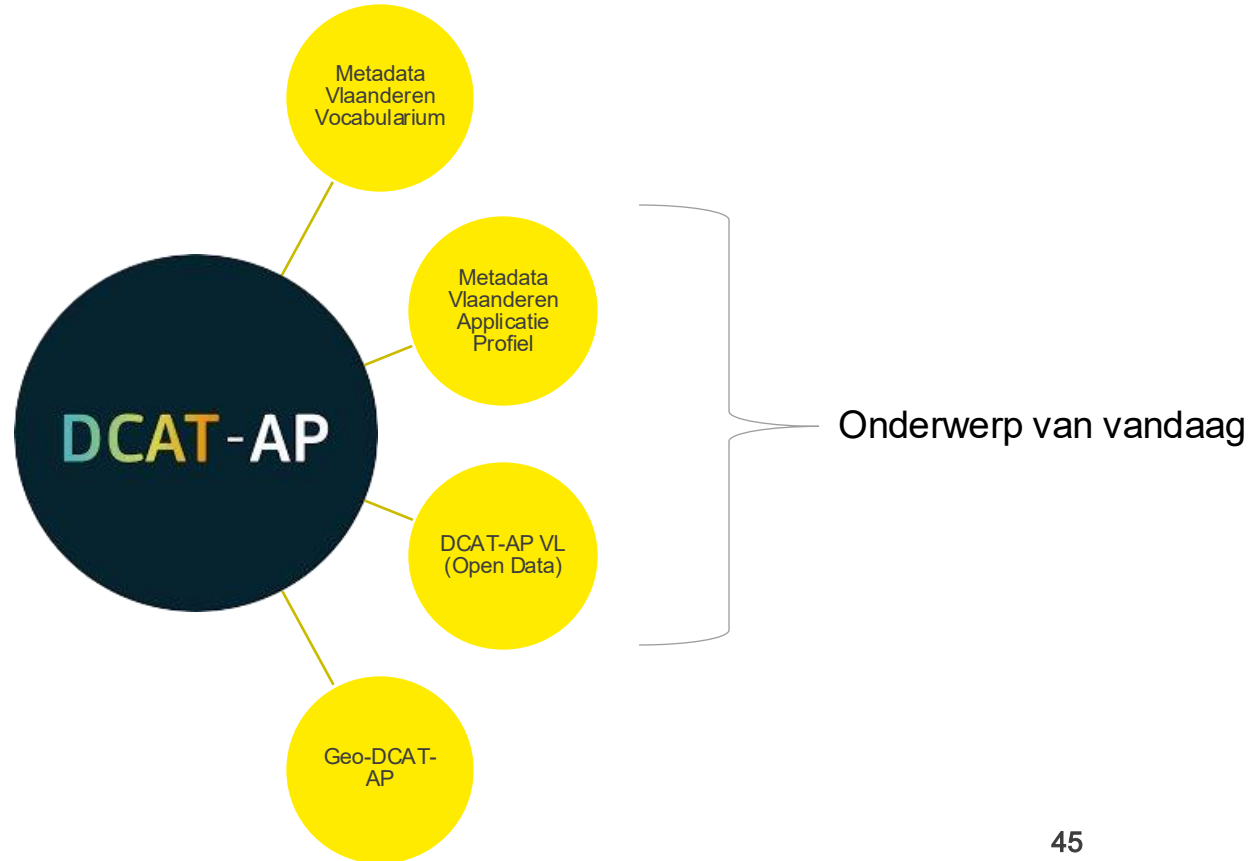 Metadata
Vlaanderen
Vocabularium
Metadata
Vlaanderen
Applicatie
Profiel
DCAT-AP
Onderwerp van vandaag
DCAT-AP VL
(Open Data)
Geo-DCAT-
AP
45